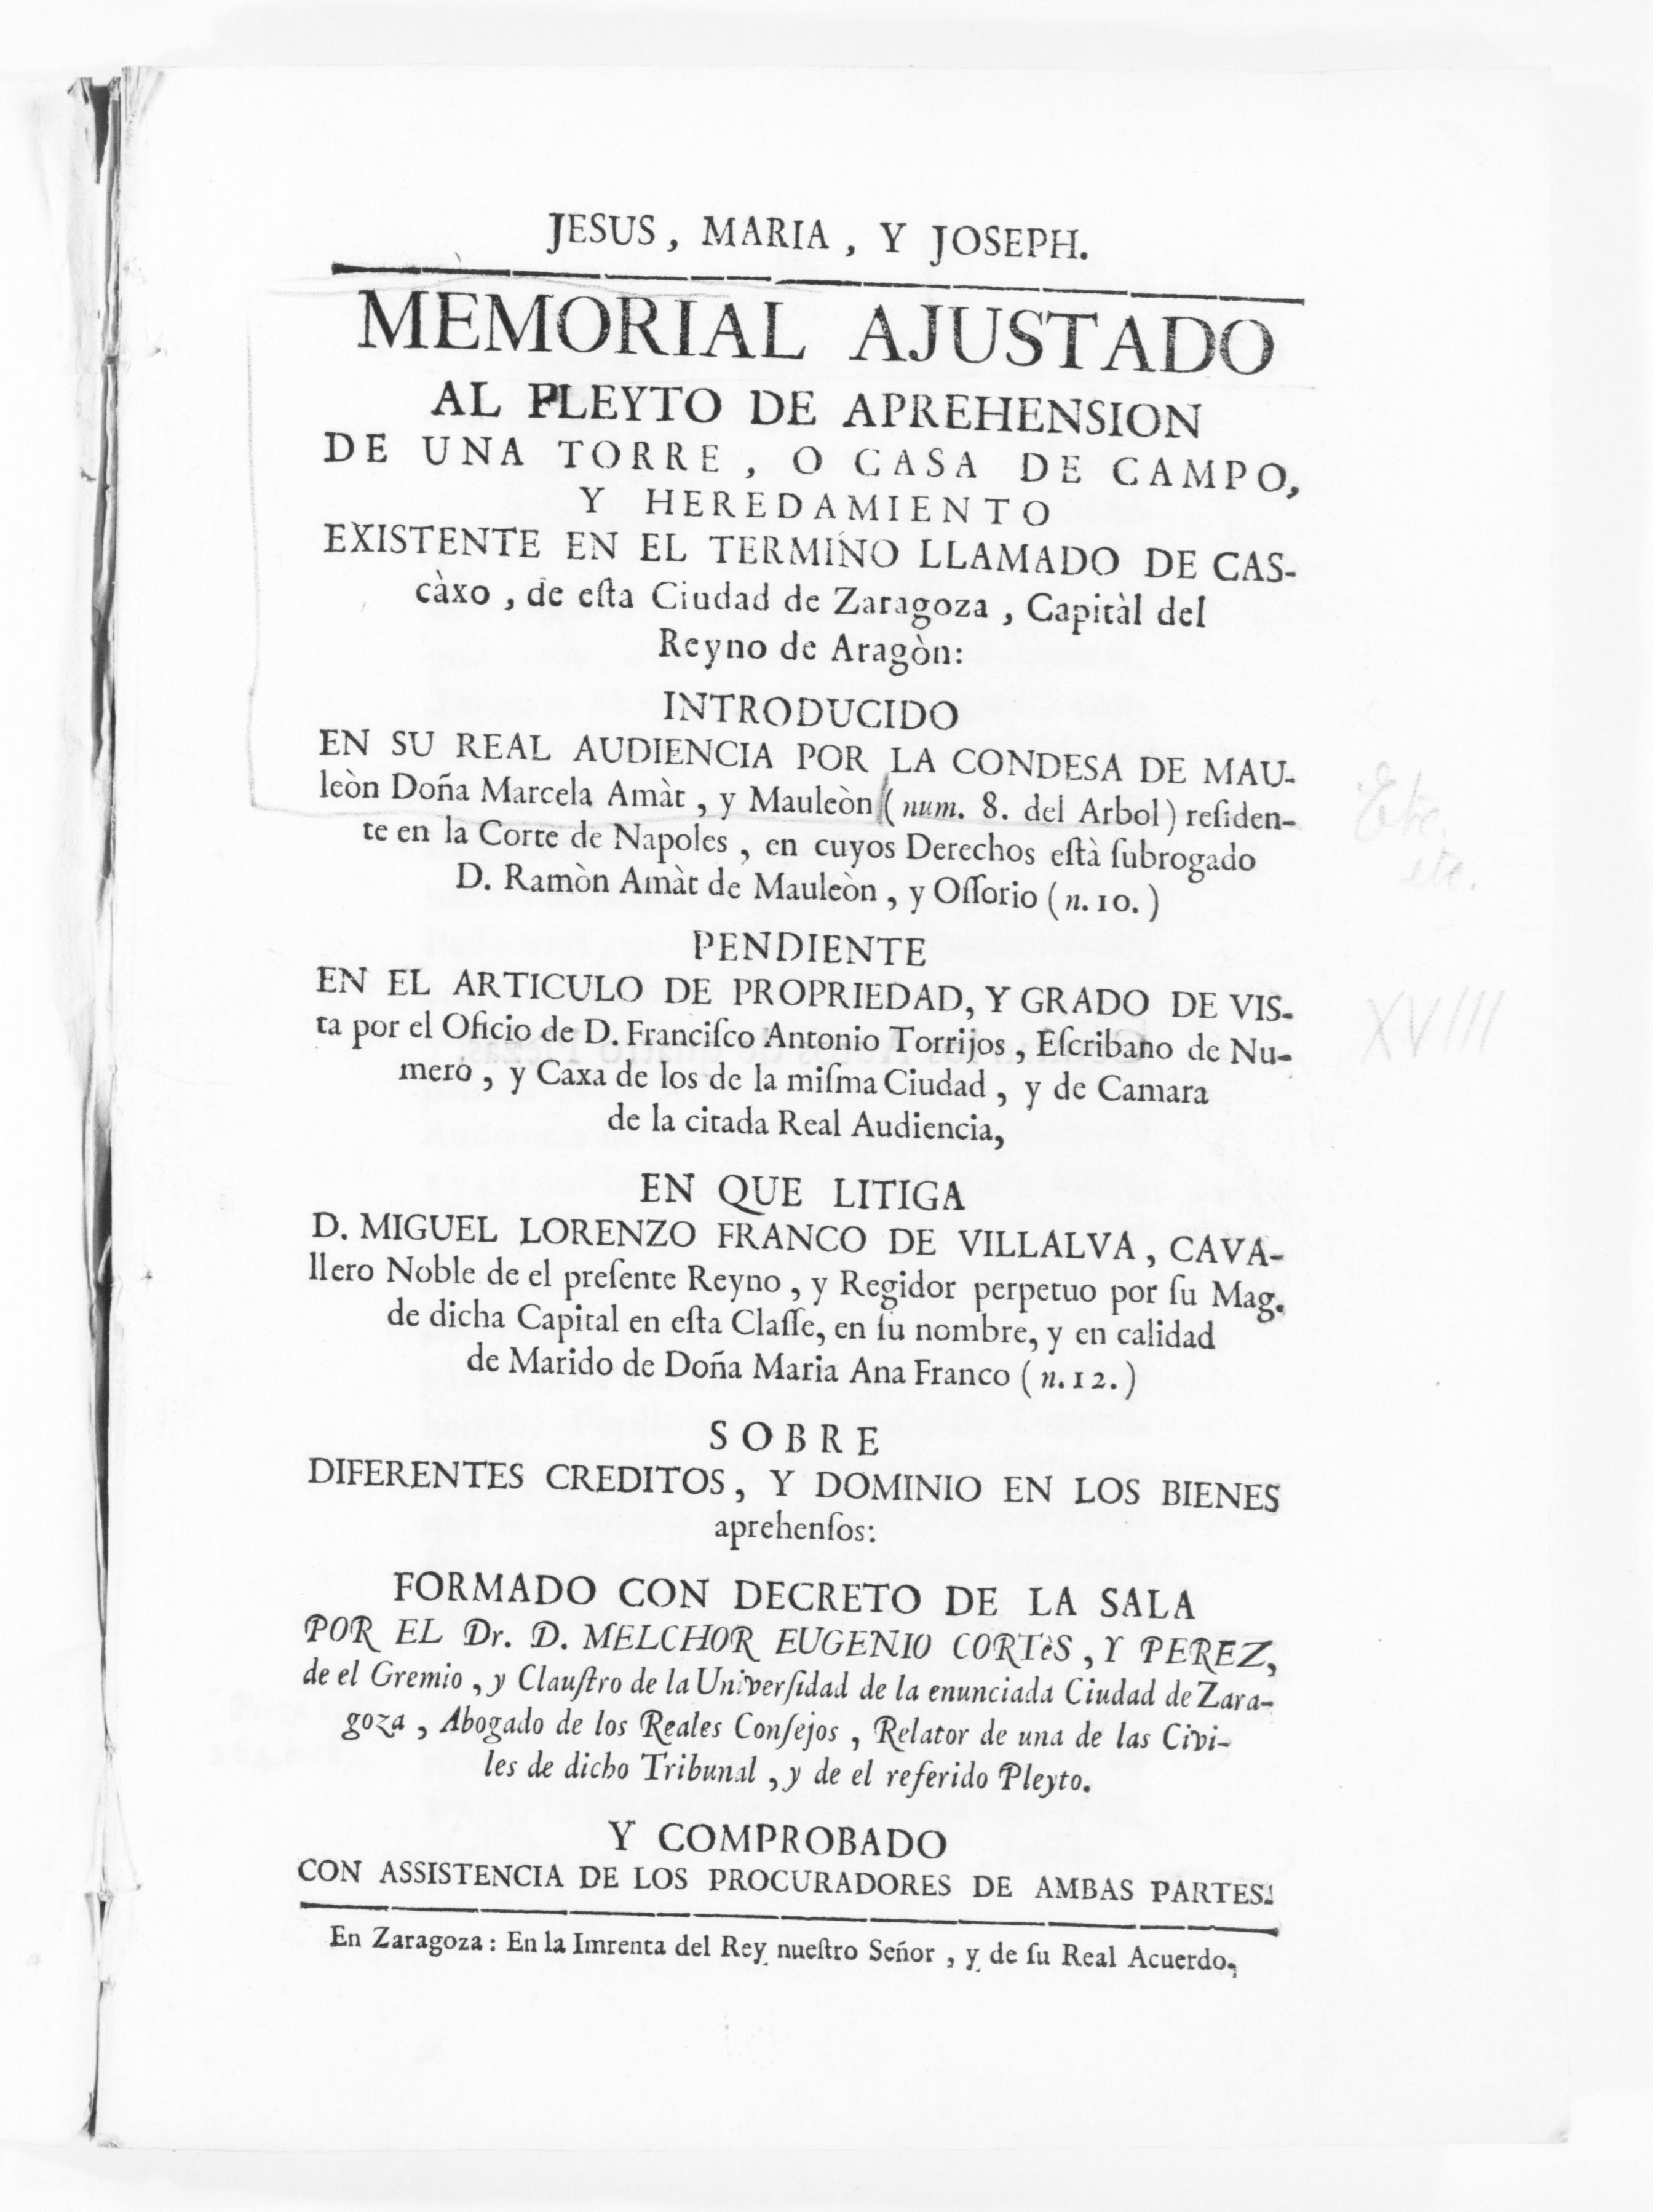 JESUS, MARIA, Y JOSEPH.
MEMORIAL AJUSTADO
AL PLEYTO DE APREHENSION
DE UNA TORRE, O CASA DE CAMPO,
Y HEREDAMIENTO
EXISTENTE EN EL TERMINO LLAMADO DE CAS-
càxo, de eſta Ciudad de Zaragoza, Capitàl del
Reyno de Aragòn:
INTRODUCIDO
EN SU REAL AUDIENCIA POR LA CONDESA DE MAU-
leòn Doña Marcela Amàt, y Mauleòn (num. 8. del Arbol) reſiden-
te en la Corte de Napoles, en cuyos Derechos eſtà ſubrogado
D. Ramòn Amàt de Mauleòn, y Oſſorio (n. 10.)
PENDIENTE
EN EL ARTICULO DE PROPRIEDAD, Y GRADO DE VIS-
ta por el Oficio de D. Franciſco Antonio Torrijos, Eſcribano de Nu-
mero, y Caxa de los de la miſma Ciudad, y de Camara
de la citada Real Audiencia,
EN QUE LITIGA
D. MIGUEL LORENZO FRANCO DE VILLALVA, CAVA-
llero Noble de el preſente Reyno, y Regidor perpetuo por ſu Mag.
de dicha Capital en eſta Claſſe, en ſu nombre, y en calidad
de Marido de Doña Maria Ana Franco (n. 12.)
SOBRE
DIFERENTES CREDITOS, Y DOMINIO EN LOS BIENES
aprehenſos:
FORMADO CON DECRETO DE LA SALA
POR EL Dr. D. MELCHOR EUGENIO CORTèS, Y PEREZ,
de el Gremio, y Clauſtro de la Univerſidad de la enunciada Ciudad de Zara-
goza, Abogado de los Reales Conſejos, Relator de una de las Civi-
les de dicho Tribunal, y de el referido Pleyto.
Y COMPROBADO
CON ASSISTENCIA DE LOS PROCURADORES DE AMBAS PARTES.
En Zaragoza: En la Imrenta del Rey nueſtro Señor, y de ſu Real Acuerdo,
Etc.
etc.
XVIII